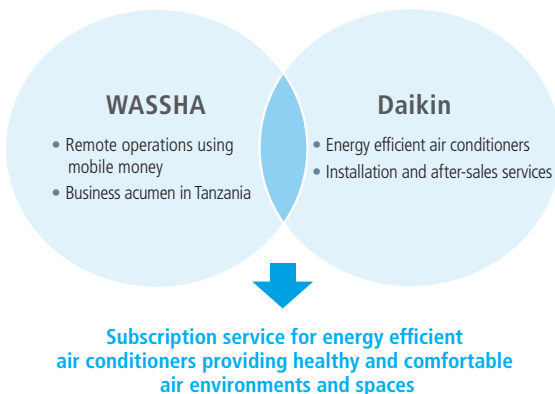 WASSHA
• Remote operations using
mobile money
• Business acumen in Tanzania
Daikin
• Energy efficient air conditioners
• Installation and after-sales services
Subscription service for energy efficient
air conditioners providing healthy and comfortable
air environments and spaces